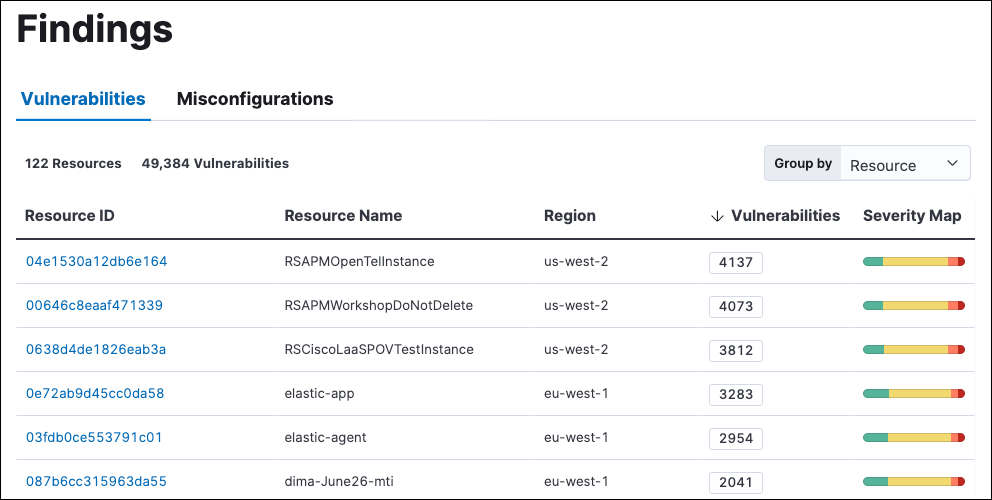 Findings
Vulnerabilities Misconfigurations
122 Resources 49,384 Vulnerabilities Group by Resource
Resource ID Resource Name Region Vulnerabilities Severity Map
04e1530a12db6e164 RSAPMOpenTelInstance us-west-2 4137
00646c8eaaf471339 RSAPMWorkshopDoNotDelete us-west-2 4073
0638d4de1826eab3a RSCiscoLaaSPOVTestInstance us-west-2 3812
0e72ab9d45cc0da58 elastic-app eu-west-1 3283
03fdb0ce553791c01 elastic-agent eu-west-1 2954
087b6cc315963da55 dima-June26-mti eu-west-1 2041